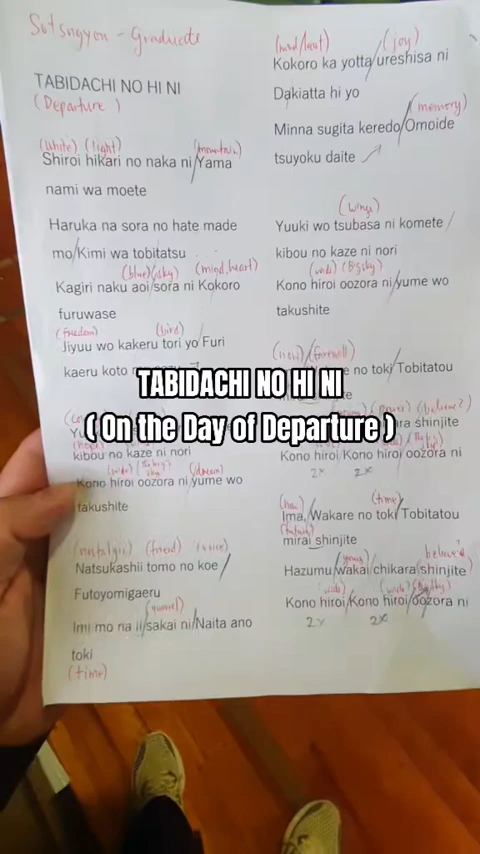 Sotsugyou - Graduate
TABIDACHI NO HI NI
(Departure)
(white) (light) (mountain)
Shiroi hikari no naka ni/Yama
nami wa moete
Haruka na sora no hate made
mo/Kimi wa tobitatsu
(blue) (sky) (mind, heart)
Kagiri naku aoi/sora ni Kokoro
furuwase
(freedom) (bird)
Jiyuu wo kakeru tori yo/Furi
kaeru koto
kibou no kaze ni nori
(wide) (the big sky) (dream)
Kono hiroi oozora ni/yume wo
takushite
(nostalgic) (friend) (voice)
Natsukashii tomo no koe/
Futoyomigaeru
(quarrel)
Imi mo na ii/sakai ni/Naita ano
toki
(time)
(mind/heart) (joy)
Kokoro ka yotta/ureshisa ni
Dakiatta hi yo
(memory)
Minna sugita keredo/Omoide
tsuyoku daite
(wings)
Yuuki wo tsubasa ni komete/
kibou no kaze ni nori
(wide) (Big sky)
Kono hiroi oozora ni/yume wo
takushite
(now)/(farewell)
no toki/Tobitatou
(power) (believe?)
shinjite
Kono hiroi/Kono hiroi oozora ni
2x 2x
(now) (time)
Ima, Wakare no toki/Tobitatou
(future)
mirai shinjite
(young) believe?
Hazumu/wakai/chikara/shinjite
(wide) (wide) (Big sky)
Kono hiroi/Kono hiroi/oozora ni
2x 2x
TABIDACHI NO HI NI
( On the Day of Departure )